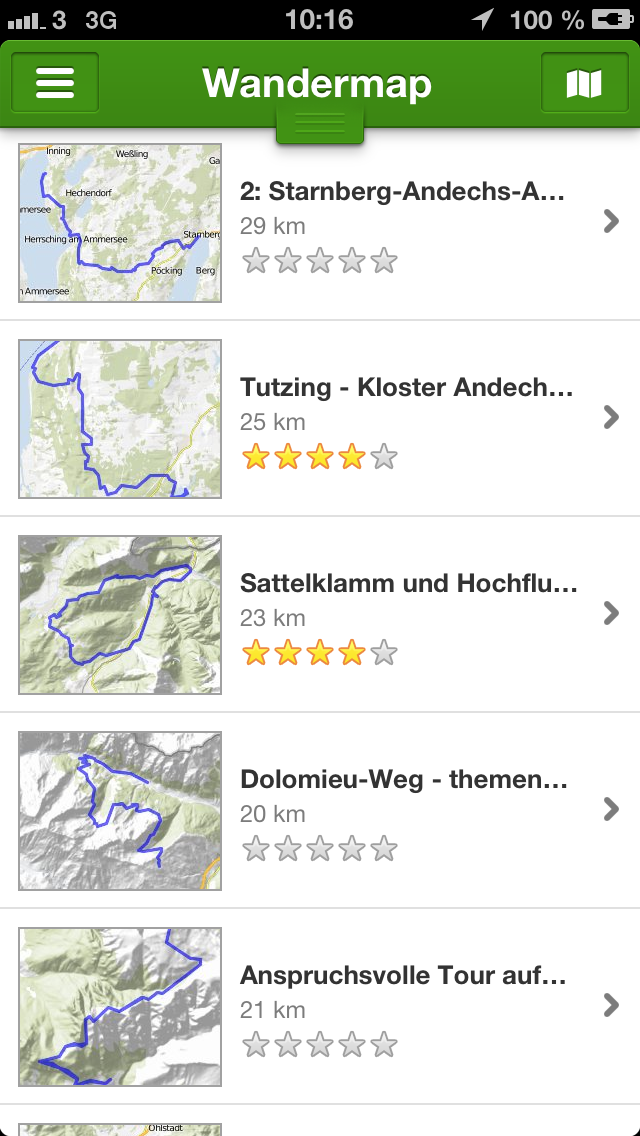 3 3G 10:16 100 %
Wandermap
Inning
Weßling
Ga
Hechendorf
mmersee
Herrsching am Ammersee
Starnberg
Pöcking
Berg
n Ammersee
2: Starnberg-Andechs-A...
29 km
Tutzing - Kloster Andech...
25 km
Sattelklamm und Hochflu...
23 km
Dolomieu-Weg - themen...
20 km
Anspruchsvolle Tour auf...
21 km
Ohlstadt